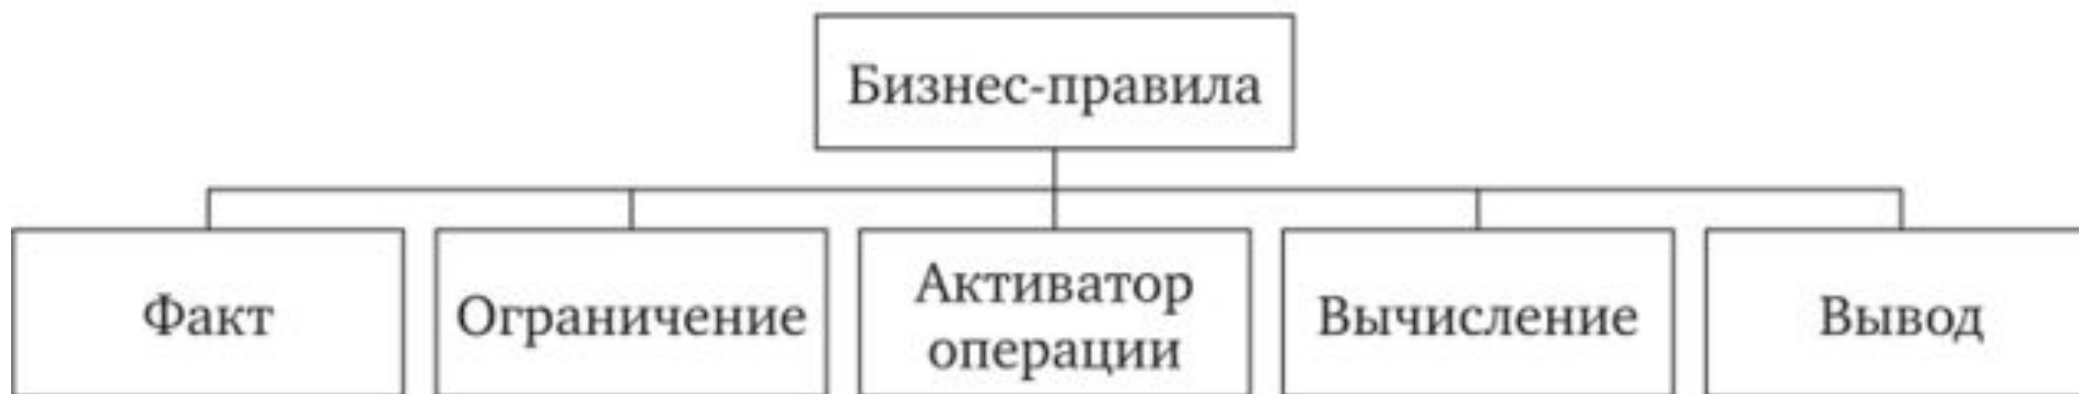 Бизнес-правила
Факт
Ограничение
Активатор
операции
Вычисление
Вывод